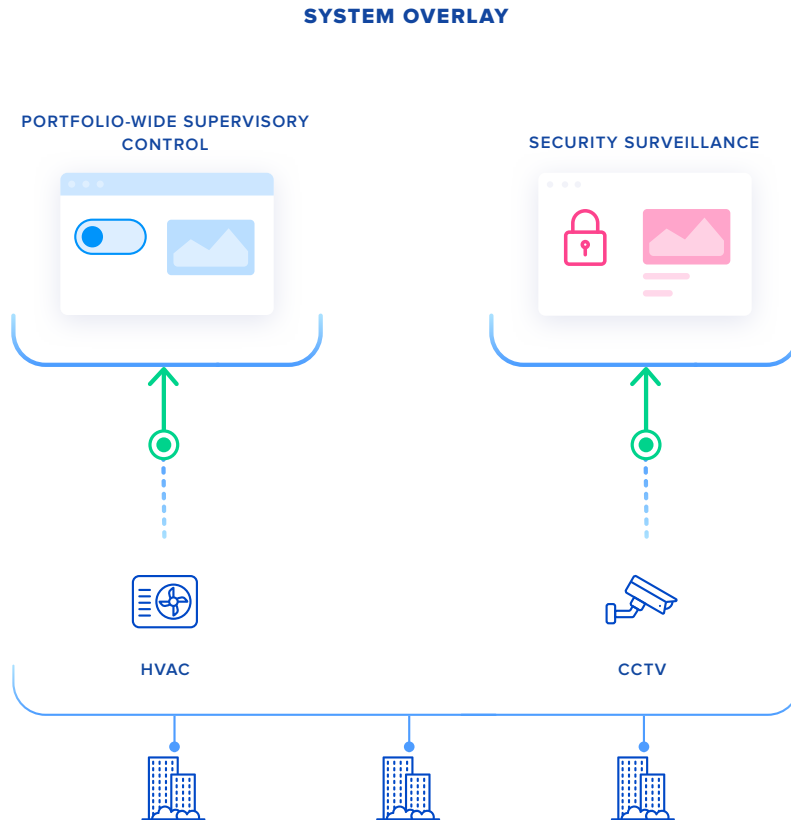 SYSTEM OVERLAY
PORTFOLIO-WIDE SUPERVISORY
CONTROL
SECURITY SURVEILLANCE
HVAC
CCTV